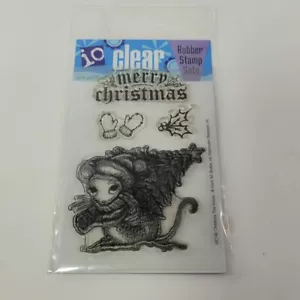 io
clear
Rubber
Stamp
Sets
merry
christmas